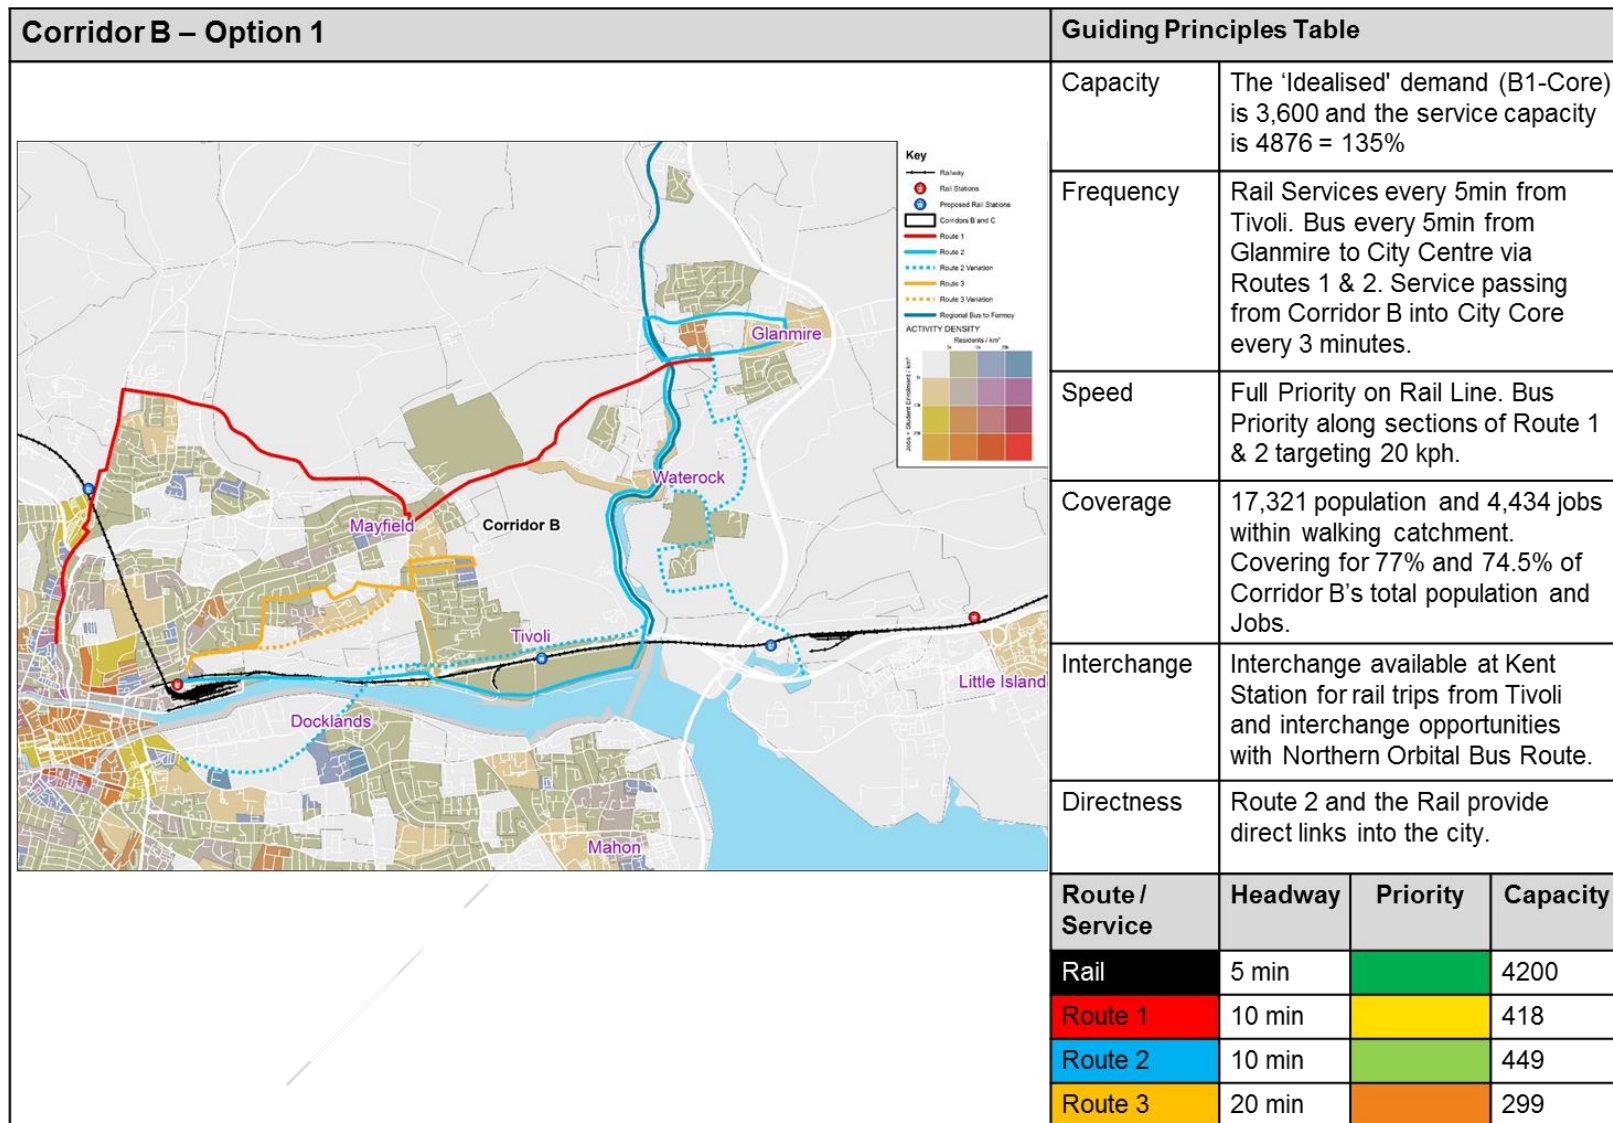 Corridor B – Option 1
Guiding Principles Table
Capacity
The ‘Idealised' demand (B1-Core)
is 3,600 and the service capacity
is 4876 = 135%
Frequency
Rail Services every 5min from
Tivoli. Bus every 5min from
Glanmire to City Centre via
Routes 1 & 2. Service passing
from Corridor B into City Core
every 3 minutes.
Speed
Full Priority on Rail Line. Bus
Priority along sections of Route 1
& 2 targeting 20 kph.
Coverage
17,321 population and 4,434 jobs
within walking catchment.
Covering for 77% and 74.5% of
Corridor B’s total population and
Jobs.
Interchange
Interchange available at Kent
Station for rail trips from Tivoli
and interchange opportunities
with Northern Orbital Bus Route.
Directness
Route 2 and the Rail provide
direct links into the city.
Route / Service
Headway
Priority
Capacity
Rail
5 min
4200
Route 1
10 min
418
Route 2
10 min
449
Route 3
20 min
299
Key
Railway
Rail Stations
Proposed Rail Stations
Corridors B and C
Route 1
Route 2
Route 2 Variation
Route 3
Route 3 Variation
Regional Bus to Fermoy
ACTIVITY DENSITY
Residents / km²
Jobs + Student Enrolment / km²
Glanmire
Waterock
Mayfield
Corridor B
Tivoli
Little Island
Docklands
Mahon